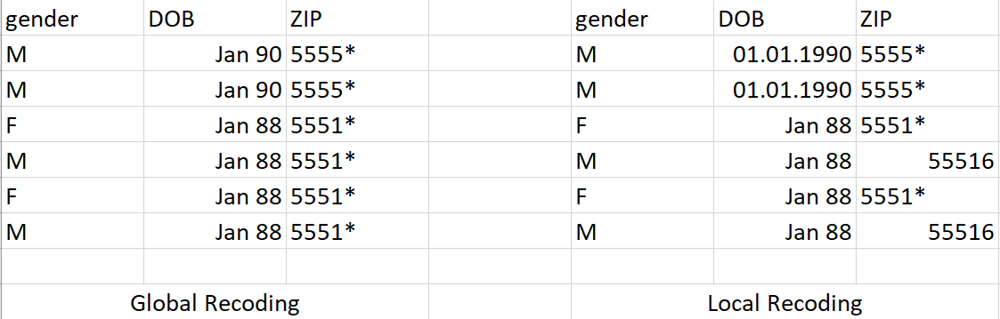 gender DOB ZIP gender DOB ZIP
M Jan 90 5555* M 01.01.1990 5555*
M Jan 90 5555* M 01.01.1990 5555*
F Jan 88 5551* F Jan 88 5551*
M Jan 88 5551* M Jan 88 55516
F Jan 88 5551* F Jan 88 5551*
M Jan 88 5551* M Jan 88 55516
Global Recoding Local Recoding